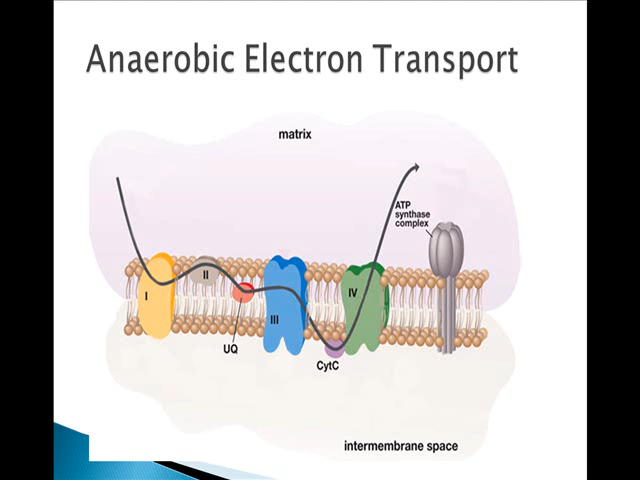 Anaerobic Electron Transport
matrix
ATP
synthase
complex
I
II
III
IV
UQ
CytC
intermembrane space